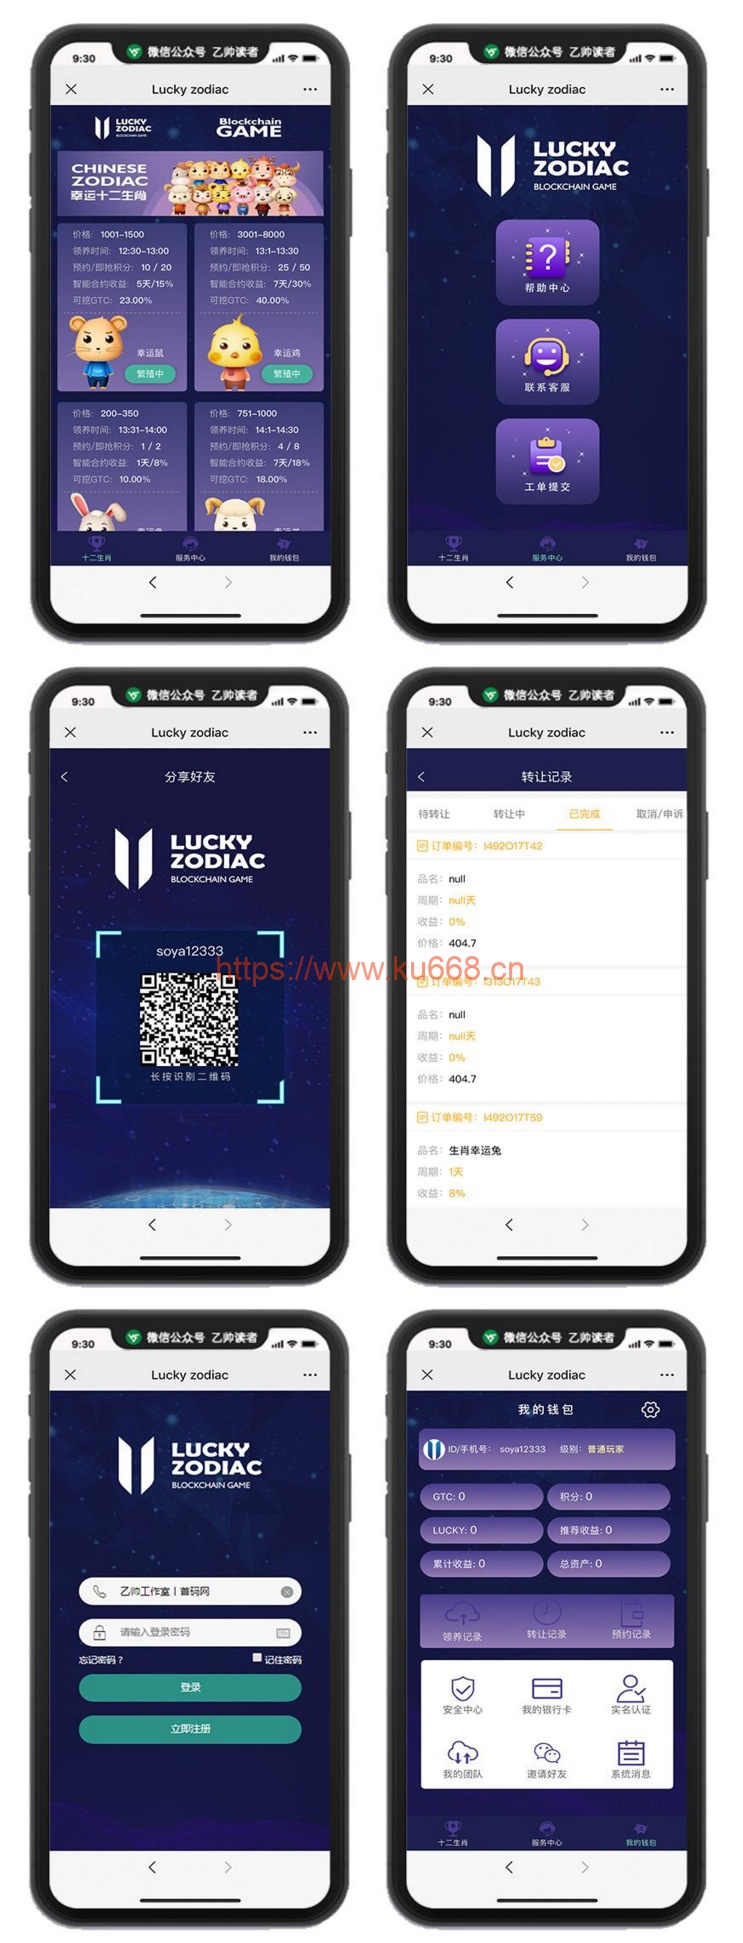 9:30
微信公众号 乙帅读者
Lucky zodiac
LUCKY
ZODIAC
BLOCKCHAIN GAME
Blockchain
GAME
CHINESE
ZODIAC
幸运十二生肖
价格: 1001-1500
领养时间: 12:30-13:00
预约/即抢积分: 10 / 20
智能合约收益: 5天/15%
可挖GTC: 23.00%
幸运鼠
繁殖中
价格: 3001-8000
领养时间: 13:1-13:30
预约/即抢积分: 25 / 50
智能合约收益: 7天/30%
可挖GTC: 40.00%
幸运鸡
繁殖中
价格: 200-350
领养时间: 13:31-14:00
预约/即抢积分: 1 / 2
智能合约收益: 1天/8%
可挖GTC: 10.00%
价格: 751-1000
领养时间: 14:1-14:30
预约/即抢积分: 4 / 8
智能合约收益: 7天/18%
可挖GTC: 18.00%
十二生肖 服务中心 我的钱包
9:30
微信公众号 乙帅读者
Lucky zodiac
LUCKY
ZODIAC
BLOCKCHAIN GAME
帮助中心
联系客服
工单提交
十二生肖 服务中心 我的钱包
9:30
微信公众号 乙帅读者
Lucky zodiac
分享好友
LUCKY
ZODIAC
BLOCKCHAIN GAME
soya12333
长按识别二维码
9:30
微信公众号 乙帅读者
Lucky zodiac
转让记录
待转让 转让中 已完成 取消/申诉
订单编号: I492O17T42
品名: null
周期: null天
收益: 0%
价格: 404.7
订单编号: I313O17T43
品名: null
周期: null天
收益: 0%
价格: 404.7
订单编号: I492O17T59
品名: 生肖幸运兔
周期: 1天
收益: 8%
https://www.ku668.cn
9:30
微信公众号 乙帅读者
Lucky zodiac
LUCKY
ZODIAC
BLOCKCHAIN GAME
乙帅工作室丨首码网
请输入登录密码
忘记密码？ 记住密码
登录
立即注册
9:30
微信公众号 乙帅读者
Lucky zodiac
我的钱包
ID/手机号: soya12333 级别: 普通玩家
GTC: 0 积分: 0
LUCKY: 0 推荐收益: 0
累计收益: 0 总资产: 0
领养记录 转让记录 预约记录
安全中心 我的银行卡 实名认证
我的团队 邀请好友 系统消息
十二生肖 服务中心 我的钱包